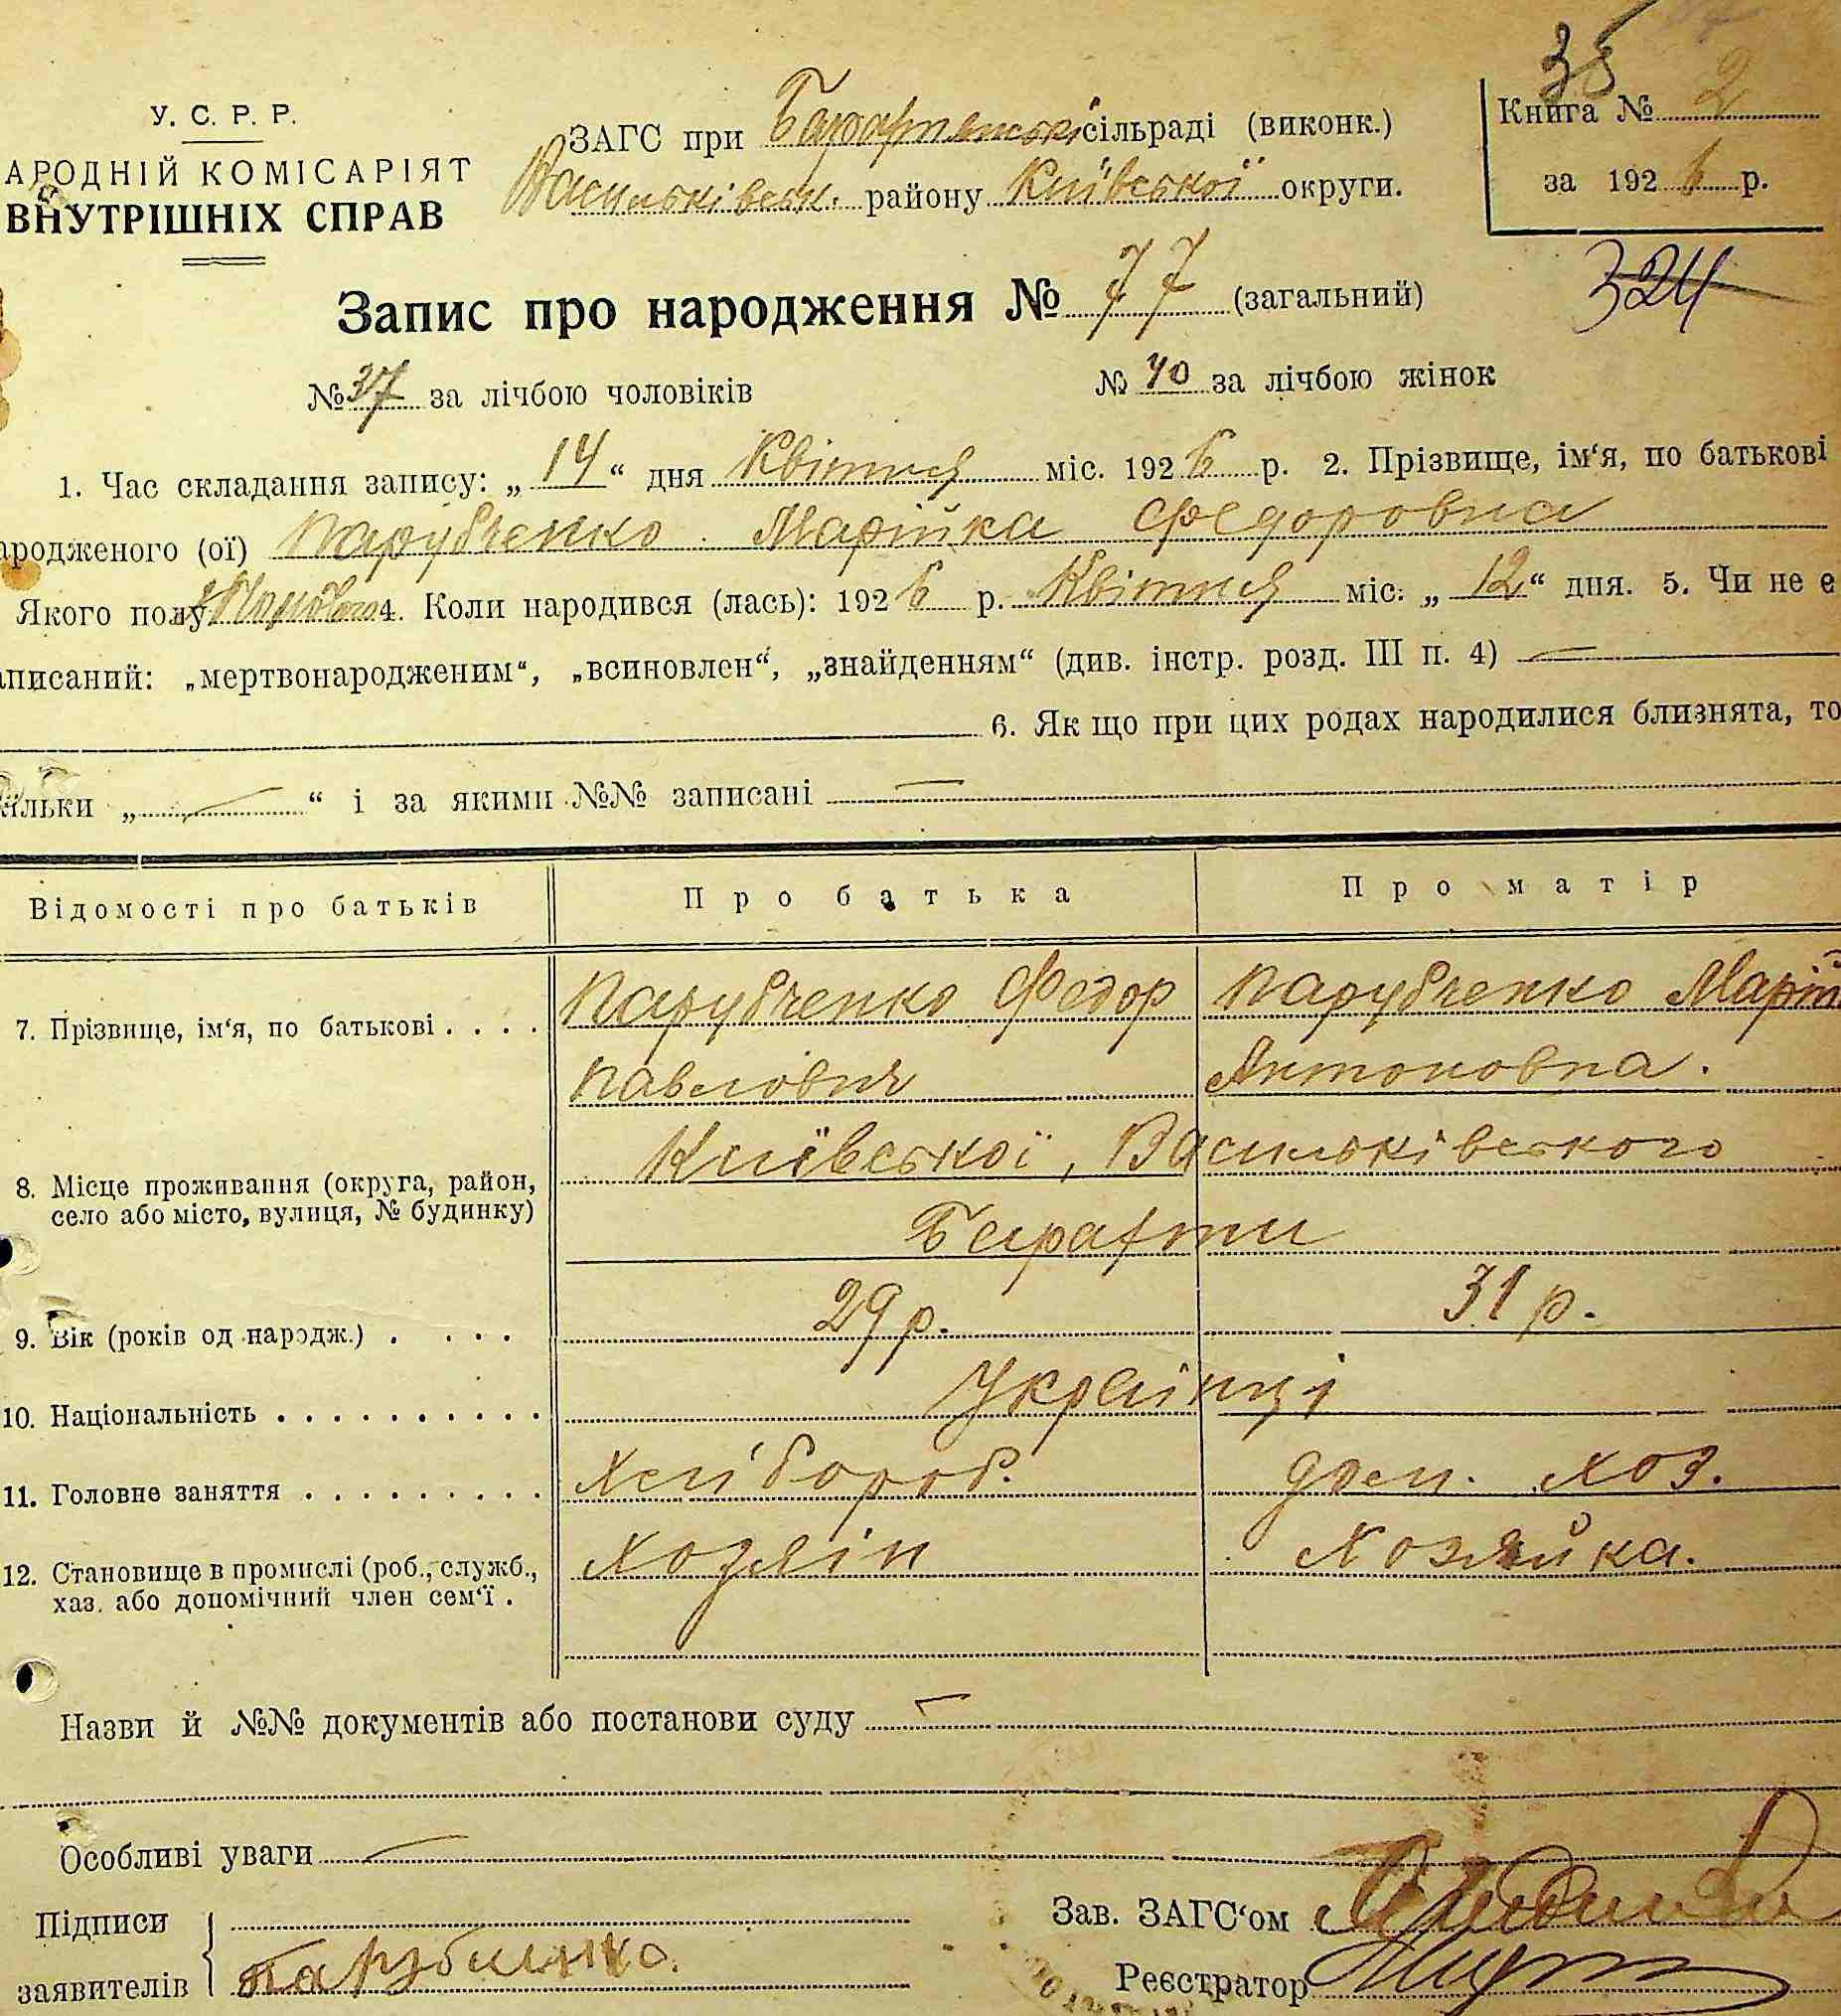 35
У. С. Р. Р.
АРОДНІЙ КОМІСАРІЯТ
ВНУТРІШНІХ СПРАВ
ЗАГС при сільраді (виконк.)
Васильківськ. району Київської округи.
Книга № 2
за 1926 р.
324
Запис про народження № 77 (загальний)
№ 37 за лічбою чоловіків № 40 за лічбою жінок
1. Час складання запису: „14“ дня Квітня міс. 1926 р. 2. Прізвище, ім‘я, по батькові
ародженого (ої) Парубченко Марійка Федоровна
Якого полу 4. Коли народився (лась): 1926 р. Квітня міс. „12“ дня. 5. Чи не є
аписаний: „мертвонародженим“, „всиновлен“, „знайденням“ (див. інстр. розд. III п. 4) —
6. Як що при цих родах народилися близнята, то
кільки „—“ і за якими №№ записані —
Відомості про батьків Про батька Про матір
7. Прізвище, ім‘я, по батькові . . . . Парубченко Федор Парубченко Марій
Павлович Антоновна.
Київської, Васильківського
8. Місце проживання (округа, район,
село або місто, вулиця, № будинку)
Барахти
9. Вік (років од народж.) . . . . 29 р. 31 р.
10. Національність . . . . . . . . . . Українці
11. Головне заняття . . . . . . . . . Хлібороб. дом. хоз.
12. Становище в промислі (роб., служб.,
хаз. або допомічний член сем‘ї .
Хозяїн Хозяйка.
Назви й №№ документів або постанови суду —
Особливі уваги —
Підписи
заявителів Парубченко.
Зав. ЗАГС‘ом
Реєстратор